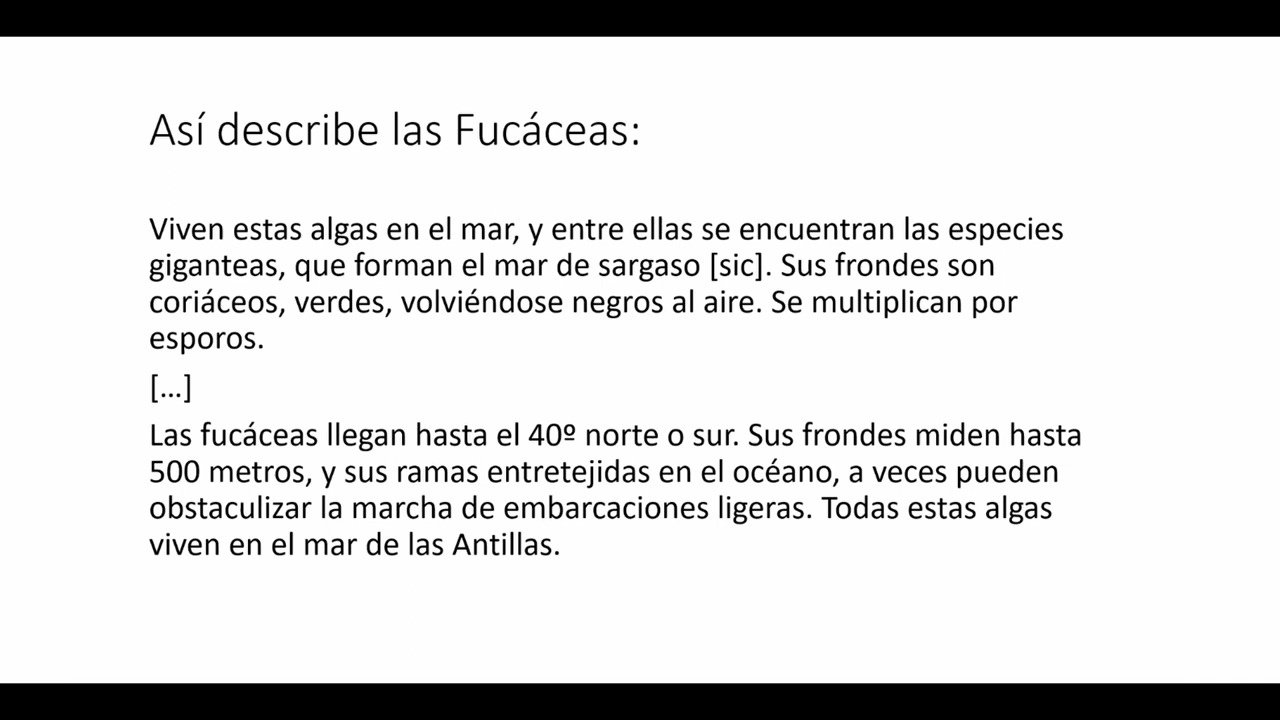 Así describe las Fucáceas:
Viven estas algas en el mar, y entre ellas se encuentran las especies
giganteas, que forman el mar de sargaso [sic]. Sus frondes son
coriáceos, verdes, volviéndose negros al aire. Se multiplican por
esporos.
[…]
Las fucáceas llegan hasta el 40º norte o sur. Sus frondes miden hasta
500 metros, y sus ramas entretejidas en el océano, a veces pueden
obstaculizar la marcha de embarcaciones ligeras. Todas estas algas
viven en el mar de las Antillas.